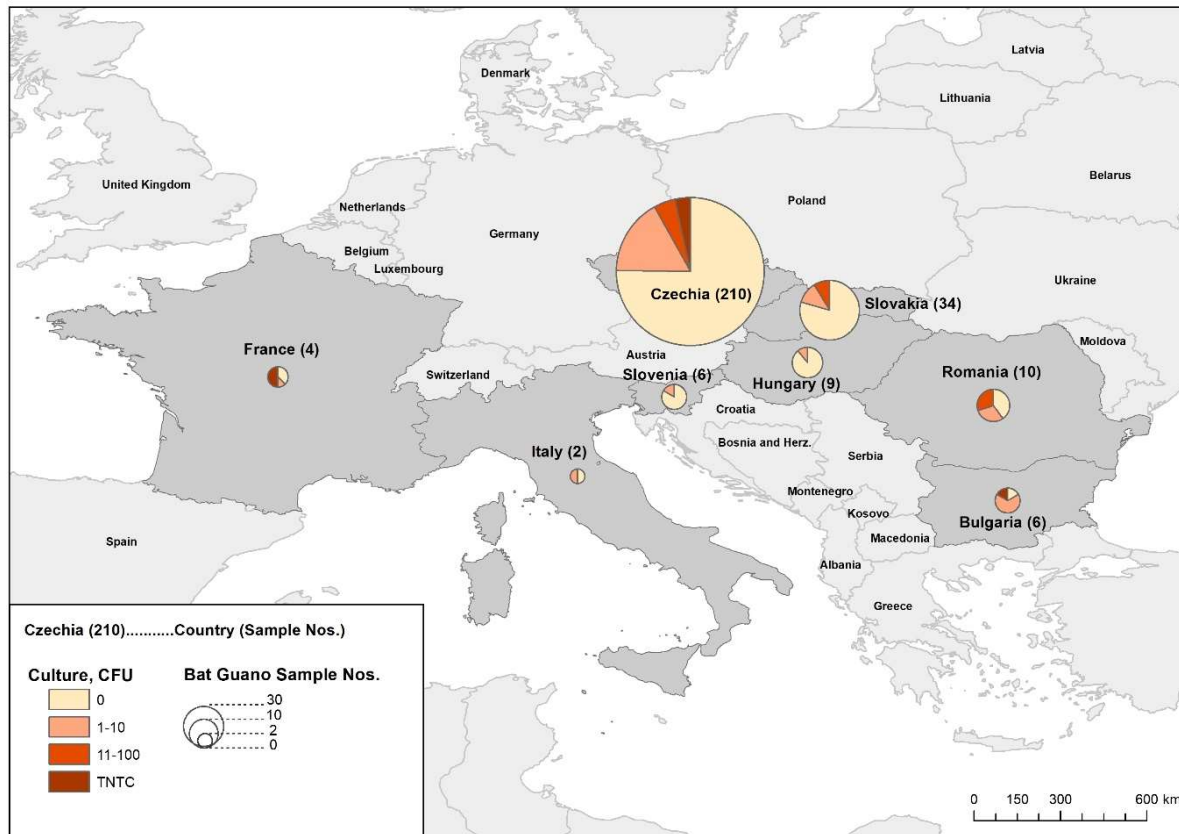 Latvia
Denmark
Lithuania
United Kingdom
Belarus
Netherlands
Poland
Germany
Belgium
Luxembourg
Ukraine
Czechia (210)
Slovakia (34)
France (4)
Austria
Moldova
Switzerland
Slovenia (6)
Hungary (9)
Romania (10)
Croatia
Bosnia and Herz.
Serbia
Italy (2)
Montenegro
Kosovo
Bulgaria (6)
Macedonia
Spain
Albania
Greece
Czechia (210)...........Country (Sample Nos.)
Culture, CFU
0
1-10
11-100
TNTC
Bat Guano Sample Nos.
30
10
2
0
0 150 300 600 km